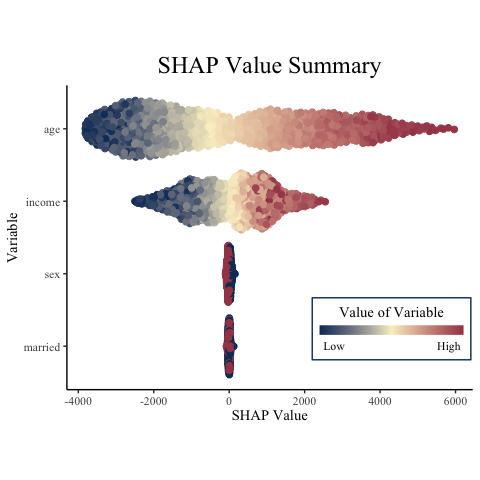 SHAP Value Summary
Variable
age
income
sex
married
Value of Variable
Low High
-4000 -2000 0 2000 4000 6000
SHAP Value